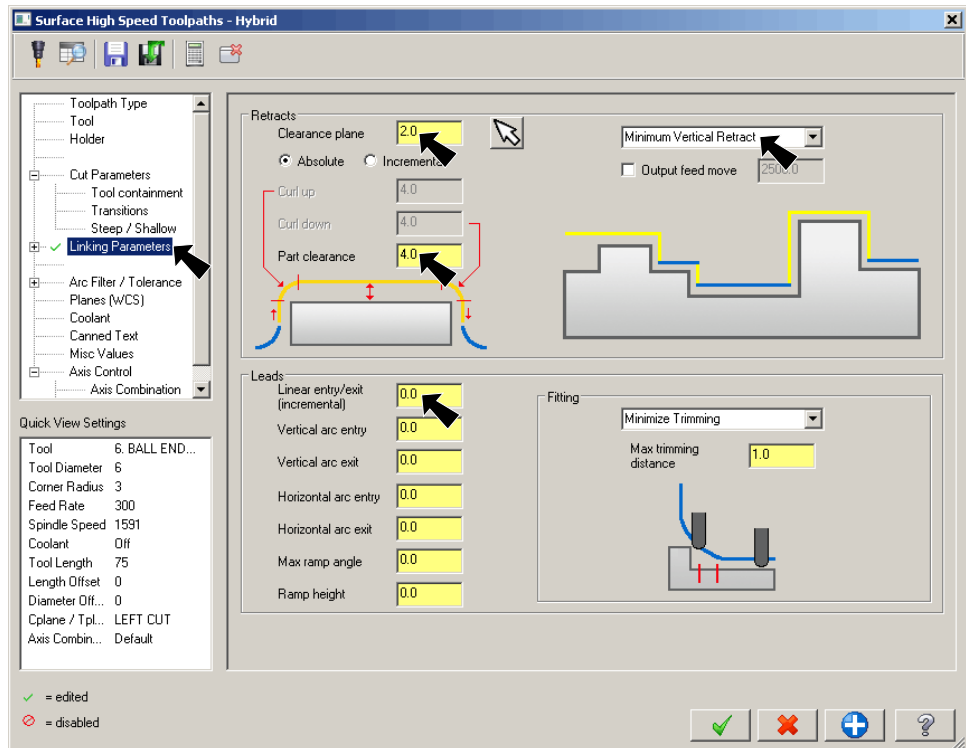 Surface High Speed Toolpaths - Hybrid
Toolpath Type
Tool
Holder
Cut Parameters
Tool containment
Transitions
Steep / Shallow
Linking Parameters
Arc Filter / Tolerance
Planes (WCS)
Coolant
Canned Text
Misc Values
Axis Control
Axis Combination
Quick View Settings
Tool 6. BALL END...
Tool Diameter 6
Corner Radius 3
Feed Rate 300
Spindle Speed 1591
Coolant Off
Tool Length 75
Length Offset 0
Diameter Off... 0
Cplane / Tpl... LEFT CUT
Axis Combin... Default
= edited
= disabled
Retracts
Clearance plane 2.0
Absolute
Curl up 4.0
Curl down 4.0
Part clearance 4.0
Minimum Vertical Retract
Output feed move
Leads
Linear entry/exit
(incremental) 0.0
Vertical arc entry 0.0
Vertical arc exit 0.0
Horizontal arc entry 0.0
Horizontal arc exit 0.0
Max ramp angle 0.0
Ramp height 0.0
Fitting
Minimize Trimming
Max trimming
distance 1.0